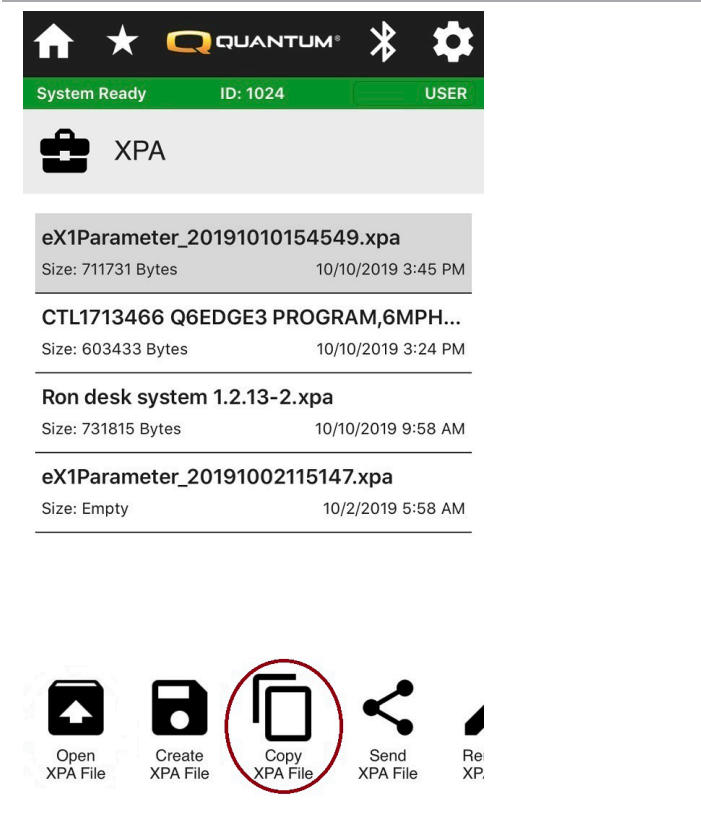 QUANTUM®
System Ready ID: 1024 USER
XPA
eX1Parameter_20191010154549.xpa
Size: 711731 Bytes 10/10/2019 3:45 PM
CTL1713466 Q6EDGE3 PROGRAM,6MPH...
Size: 603433 Bytes 10/10/2019 3:24 PM
Ron desk system 1.2.13-2.xpa
Size: 731815 Bytes 10/10/2019 9:58 AM
eX1Parameter_20191002115147.xpa
Size: Empty 10/2/2019 5:58 AM
Open Create Copy Send Re
XPA File XPA File XPA File XPA File XP